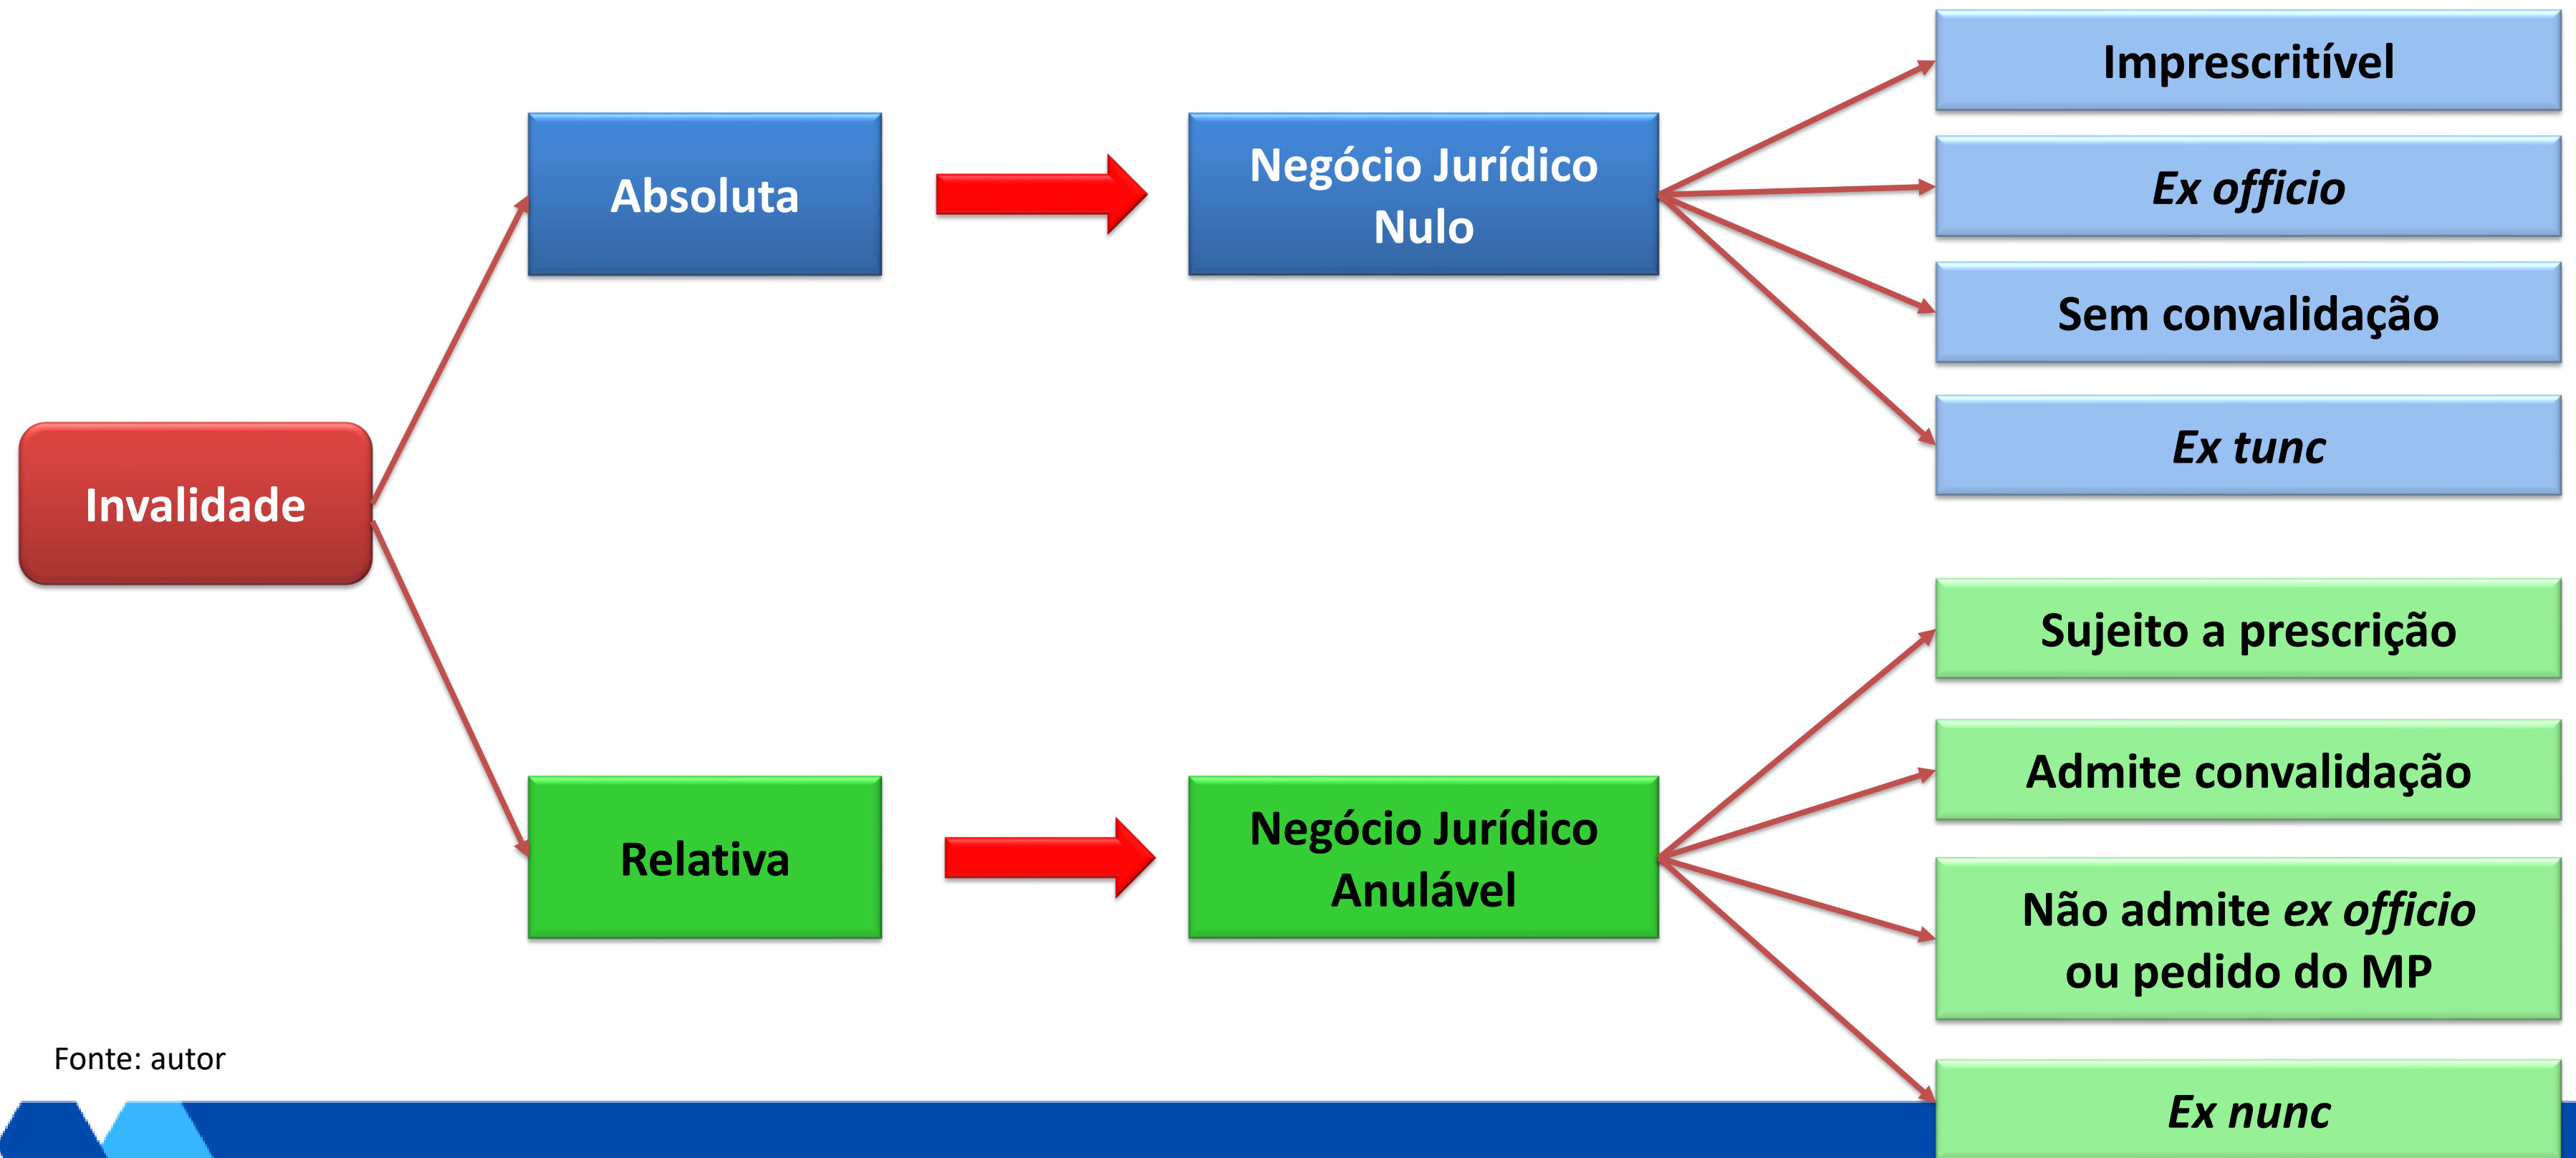 Invalidade
Absoluta
Negócio Jurídico
Nulo
Imprescritível
Ex officio
Sem convalidação
Ex tunc
Relativa
Negócio Jurídico
Anulável
Sujeito a prescrição
Admite convalidação
Não admite ex officio
ou pedido do MP
Ex nunc
Fonte: autor